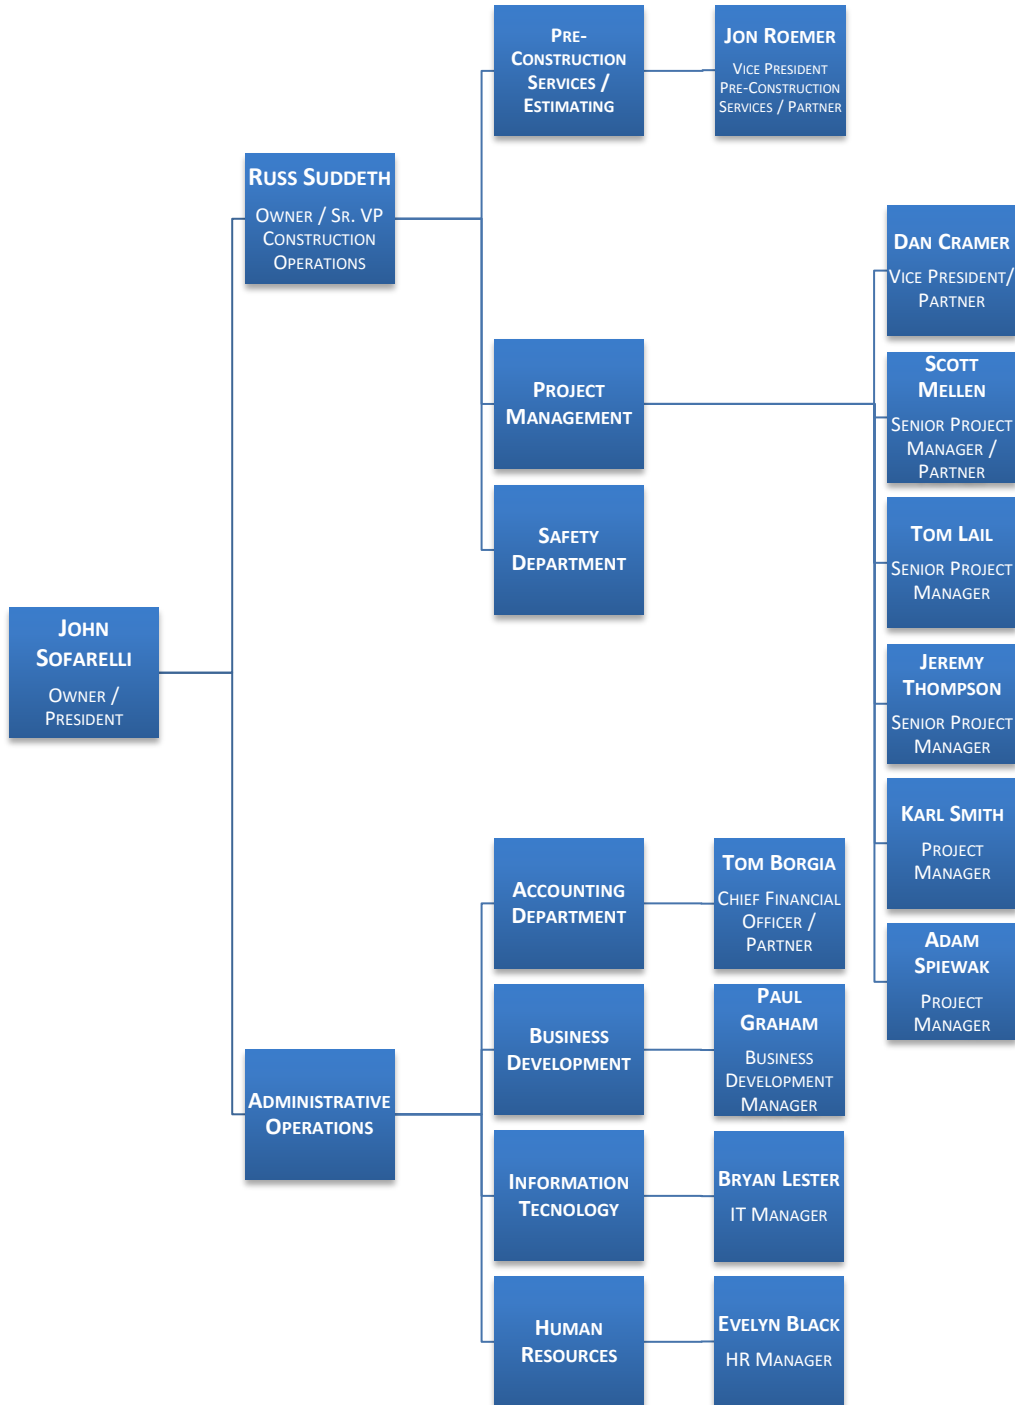 Pre-
Construction
Services /
Estimating
Jon Roemer
Vice President
Pre-Construction
Services / Partner
Russ Suddeth
Owner / Sr. VP
Construction
Operations
Dan Cramer
Vice President/
Partner
Project
Management
Scott
Mellen
Senior Project
Manager /
Partner
Safety
Department
Tom Lail
Senior Project
Manager
John
Sofarelli
Owner /
President
Jeremy
Thompson
Senior Project
Manager
Karl Smith
Project
Manager
Accounting
Department
Tom Borgia
Chief Financial
Officer /
Partner
Adam
Spiewak
Project
Manager
Business
Development
Paul
Graham
Business
Development
Manager
Administrative
Operations
Information
Tecnology
Bryan Lester
IT Manager
Human
Resources
Evelyn Black
HR Manager